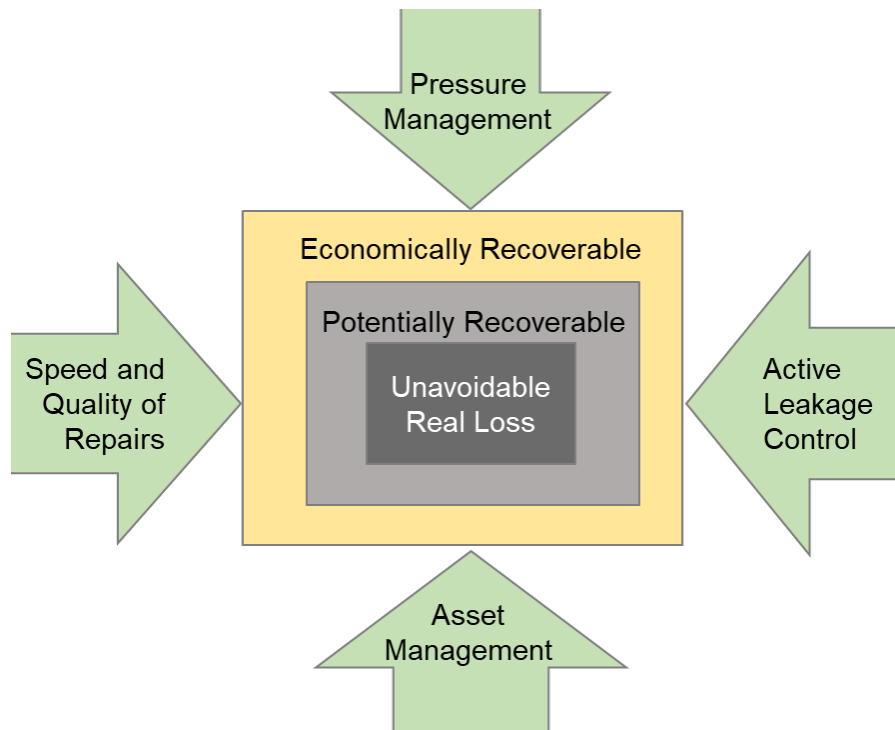 Pressure
Management
Economically Recoverable
Potentially Recoverable
Unavoidable
Real Loss
Speed and
Quality of
Repairs
Active
Leakage
Control
Asset
Management